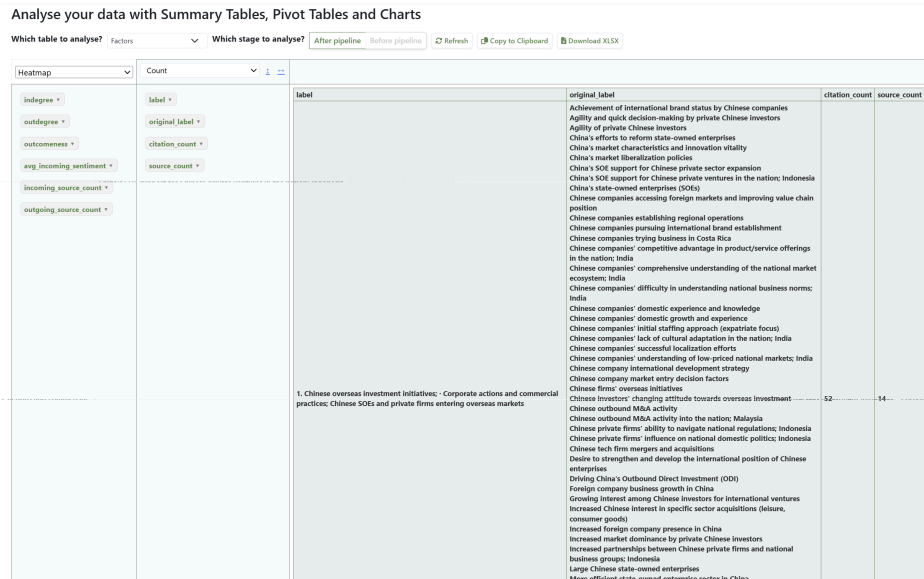 Analyse your data with Summary Tables, Pivot Tables and Charts
Which table to analyse? Factors Which stage to analyse? After pipeline Before pipeline Refresh Copy to Clipboard Download XLSX
Heatmap
Count
indegree
outdegree
outcomeness
avg_incoming_sentiment
incoming_source_count
outgoing_source_count
label
original_label
citation_count
source_count
label original_label citation_count source_count
1. Chinese overseas investment initiatives; - Corporate actions and commercial
practices; Chinese SOEs and private firms entering overseas markets
Achievement of international brand status by Chinese companies
Agility and quick decision-making by private Chinese investors
Agility of private Chinese investors
China's efforts to reform state-owned enterprises
China's market characteristics and innovation vitality
China's market liberalization policies
China's SOE support for Chinese private sector expansion
China's SOE support for Chinese private ventures in the nation; Indonesia
China's state-owned enterprises (SOEs)
Chinese companies accessing foreign markets and improving value chain
position
Chinese companies establishing regional operations
Chinese companies pursuing international brand establishment
Chinese companies trying business in Costa Rica
Chinese companies' competitive advantage in product/service offerings
in the nation; India
Chinese companies' comprehensive understanding of the national market
ecosystem; India
Chinese companies' difficulty in understanding national business norms;
India
Chinese companies' domestic experience and knowledge
Chinese companies' domestic growth and experience
Chinese companies' initial staffing approach (expatriate focus)
Chinese companies' lack of cultural adaptation in the nation; India
Chinese companies' successful localization efforts
Chinese companies' understanding of low-priced national markets; India
Chinese company international development strategy
Chinese company market entry decision factors
Chinese firms' overseas initiatives
Chinese investors' changing attitude towards overseas investment
Chinese outbound M&A activity
Chinese outbound M&A activity into the nation; Malaysia
Chinese private firms' ability to navigate national regulations; Indonesia
Chinese private firms' influence on national domestic politics; Indonesia
Chinese tech firm mergers and acquisitions
Desire to strengthen and develop the international position of Chinese
enterprises
Driving China's Outbound Direct Investment (ODI)
Foreign company business growth in China
Growing interest among Chinese investors for international ventures
Increased Chinese interest in specific sector acquisitions (leisure,
consumer goods)
Increased foreign company presence in China
Increased market dominance by private Chinese investors
Increased partnerships between Chinese private firms and national
business groups; Indonesia
Large Chinese state-owned enterprises
More efficient state-owned enterprise sector in China
52
14